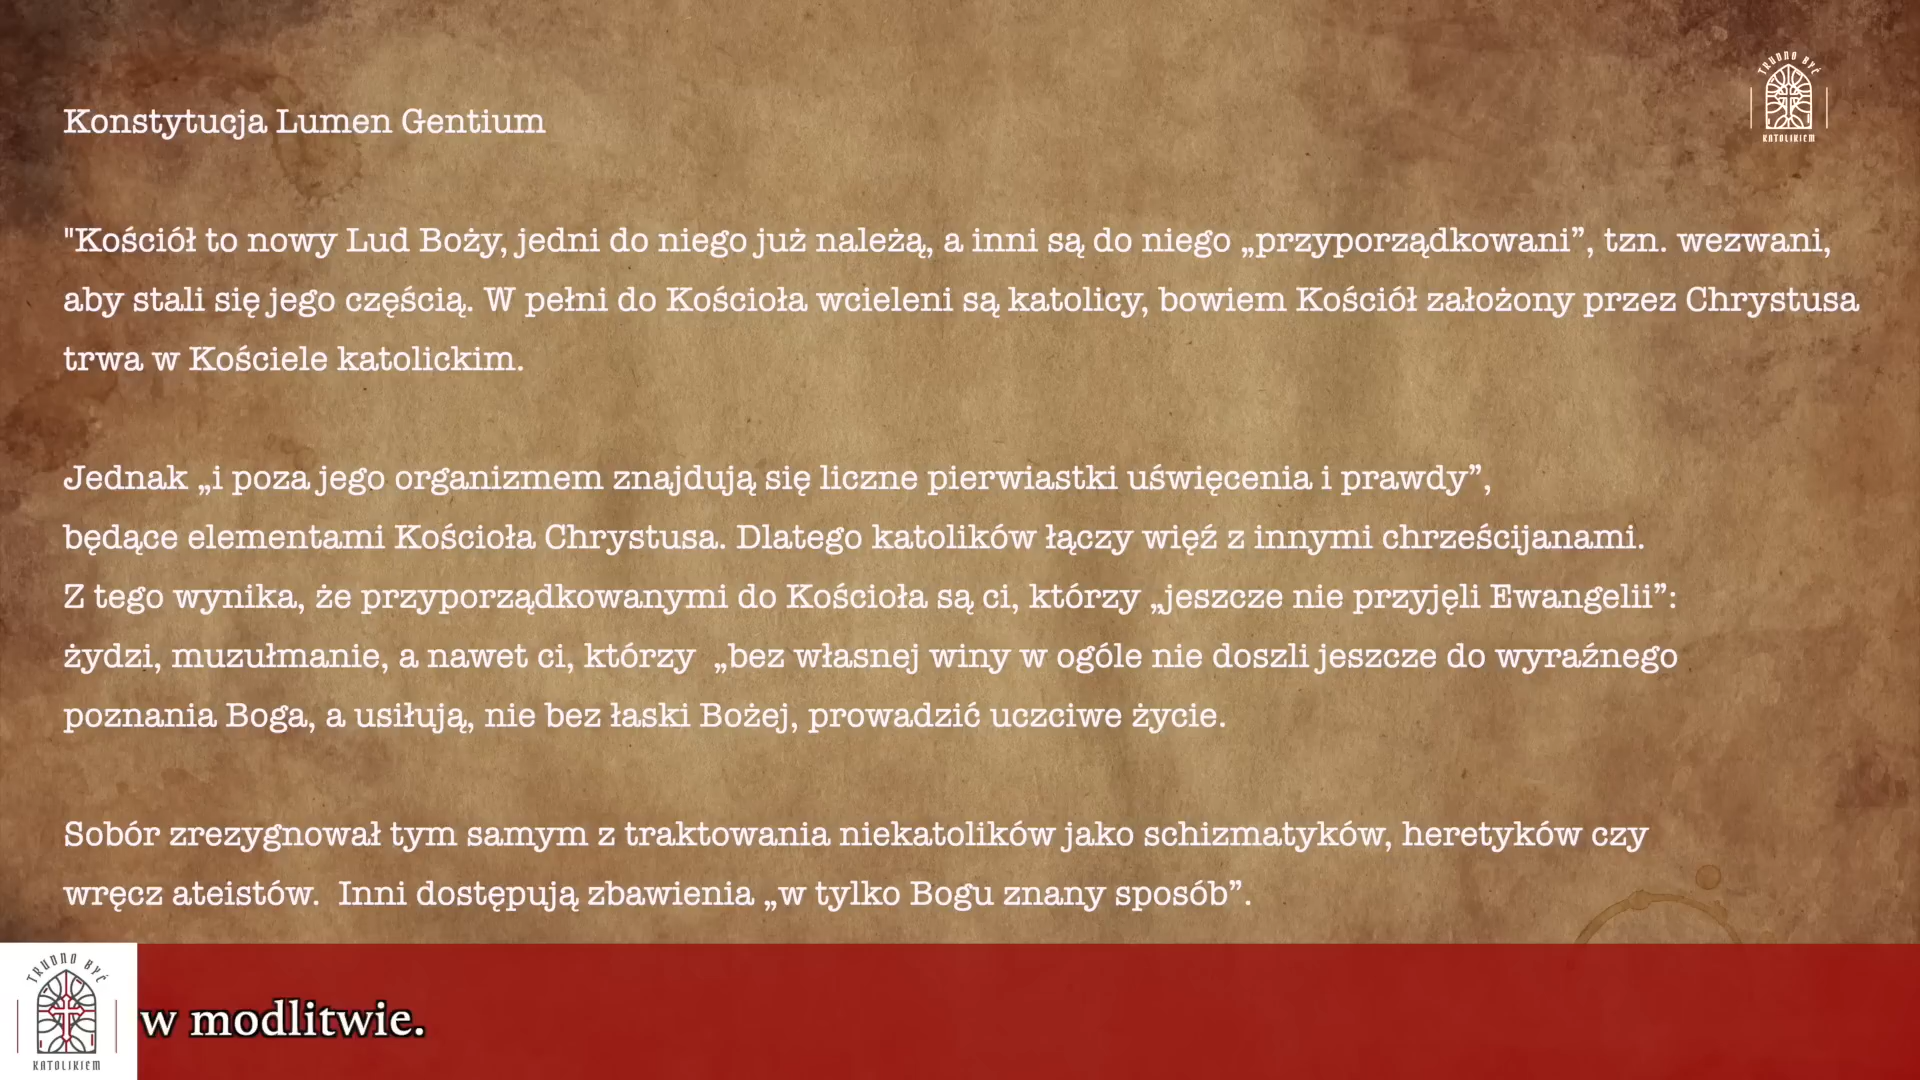 TRUDNO BYĆ
KATOLIKIEM
Konstytucja Lumen Gentium
"Kościół to nowy Lud Boży, jedni do niego już należą, a inni są do niego „przyporządkowani”, tzn. wezwani,
aby stali się jego częścią. W pełni do Kościoła wcieleni są katolicy, bowiem Kościół założony przez Chrystusa
trwa w Kościele katolickim.
Jednak „i poza jego organizmem znajdują się liczne pierwiastki uświęcenia i prawdy”,
będące elementami Kościoła Chrystusa. Dlatego katolików łączy więź z innymi chrześcijanami.
Z tego wynika, że przyporządkowanymi do Kościoła są ci, którzy „jeszcze nie przyjęli Ewangelii”:
żydzi, muzułmanie, a nawet ci, którzy  „bez własnej winy w ogóle nie doszli jeszcze do wyraźnego
poznania Boga, a usiłują, nie bez łaski Bożej, prowadzić uczciwe życie.
Sobór zrezygnował tym samym z traktowania niekatolików jako schizmatyków, heretyków czy
wręcz ateistów.  Inni dostępują zbawienia „w tylko Bogu znany sposób”.
TRUDNO BYĆ
KATOLIKIEM
w modlitwie.